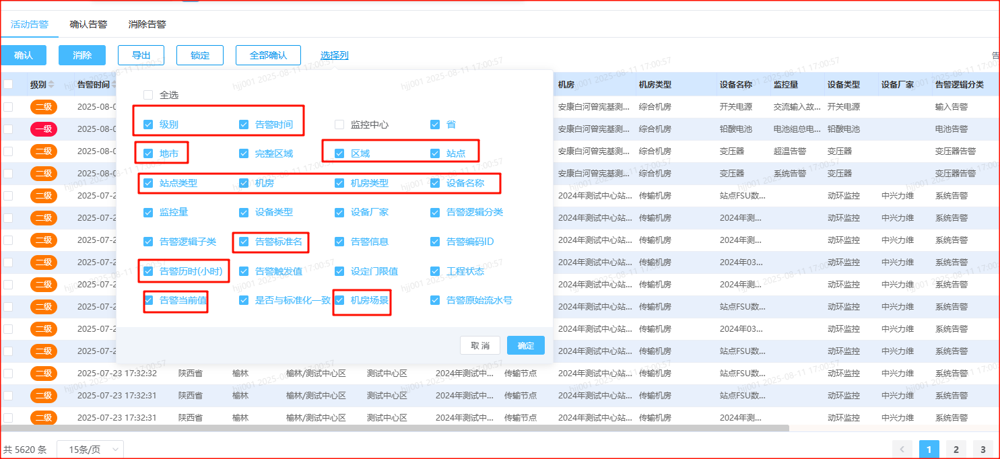 活动告警 确认告警 消除告警
确认 消除 导出 锁定 全部确认 选择列 告
级别 告警时间 机房 机房类型 设备名称 监控量 设备类型 设备厂家 告警逻辑分类
全选
级别 告警时间 监控中心 省
地市 完整区域 区域 站点
站点类型 机房 机房类型 设备名称
监控量 设备类型 设备厂家 告警逻辑分类
告警逻辑子类 告警标准名 告警信息 告警编码ID
告警历时(小时) 告警触发值 设定门限值 工程状态
告警当前值 是否与标准化一致 机房场景 告警原始流水号
取消 确定
二级 2025-08-0 安康白河曾宪基测... 综合机房 开关电源 交流输入故... 开关电源 输入告警
一级 2025-08-0 安康白河曾宪基测... 综合机房 铅酸电池 电池组总电... 铅酸电池 电池告警
二级 2025-08-0 安康白河曾宪基测... 综合机房 变压器 超温告警 变压器 变压器告警
二级 2025-08-0 安康白河曾宪基测... 综合机房 变压器 系统告警 变压器 变压器告警
二级 2025-07-2 2024年测试中心站... 传输机房 站点FSU数... 动环监控 中兴力维 系统告警
二级 2025-07-2 2024年测试中心站... 传输机房 2024年测... 动环监控 中兴力维 系统告警
二级 2025-07-2 2024年测试中心站... 传输机房 2024年测... 动环监控 中兴力维 系统告警
二级 2025-07-2 2024年测试中心站... 传输机房 2024年03... 动环监控 中兴力维 系统告警
二级 2025-07-2 2024年测试中心站... 传输机房 2024年测... 动环监控 中兴力维 系统告警
二级 2025-07-2 2024年测试中心站... 传输机房 站点FSU数... 动环监控 中兴力维 系统告警
二级 2025-07-2 2024年测试中心站... 传输机房 2024年03... 动环监控 中兴力维 系统告警
二级 2025-07-2 2024年测试中心站... 传输机房 站点FSU数... 动环监控 中兴力维 系统告警
二级 2025-07-23 17:32:32 陕西省 榆林 榆林/测试中心区 测试中心区 2024年测试中... 传输节点 2024年测试中心站... 传输机房 站点FSU数... 动环监控 中兴力维 系统告警
二级 2025-07-23 17:32:31 陕西省 榆林 榆林/测试中心区 测试中心区 2024年测试中... 传输节点 2024年测试中心站... 传输机房 站点FSU数... 动环监控 中兴力维 系统告警
二级 2025-07-23 17:32:31 陕西省 榆林 榆林/测试中心区 测试中心区 2024年测试中... 传输节点 2024年测试中心站... 传输机房 2024年测... 动环监控 中兴力维 系统告警
共 5620 条 15条/页 1 2 3
hjj001 2025-08-11 17:00:57